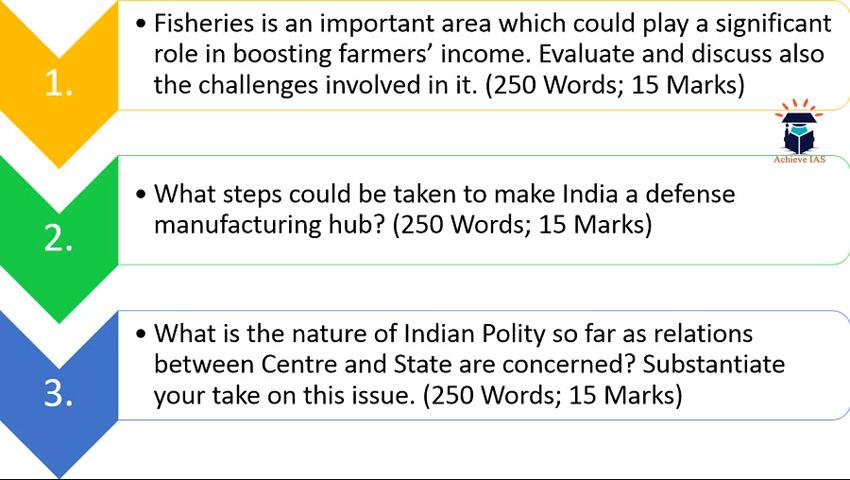 1.
• Fisheries is an important area which could play a significant
role in boosting farmers' income. Evaluate and discuss also
the challenges involved in it. (250 Words; 15 Marks)
Achieve IAS
2.
• What steps could be taken to make India a defense
manufacturing hub? (250 Words; 15 Marks)
3.
• What is the nature of Indian Polity so far as relations
between Centre and State are concerned? Substantiate
your take on this issue. (250 Words; 15 Marks)